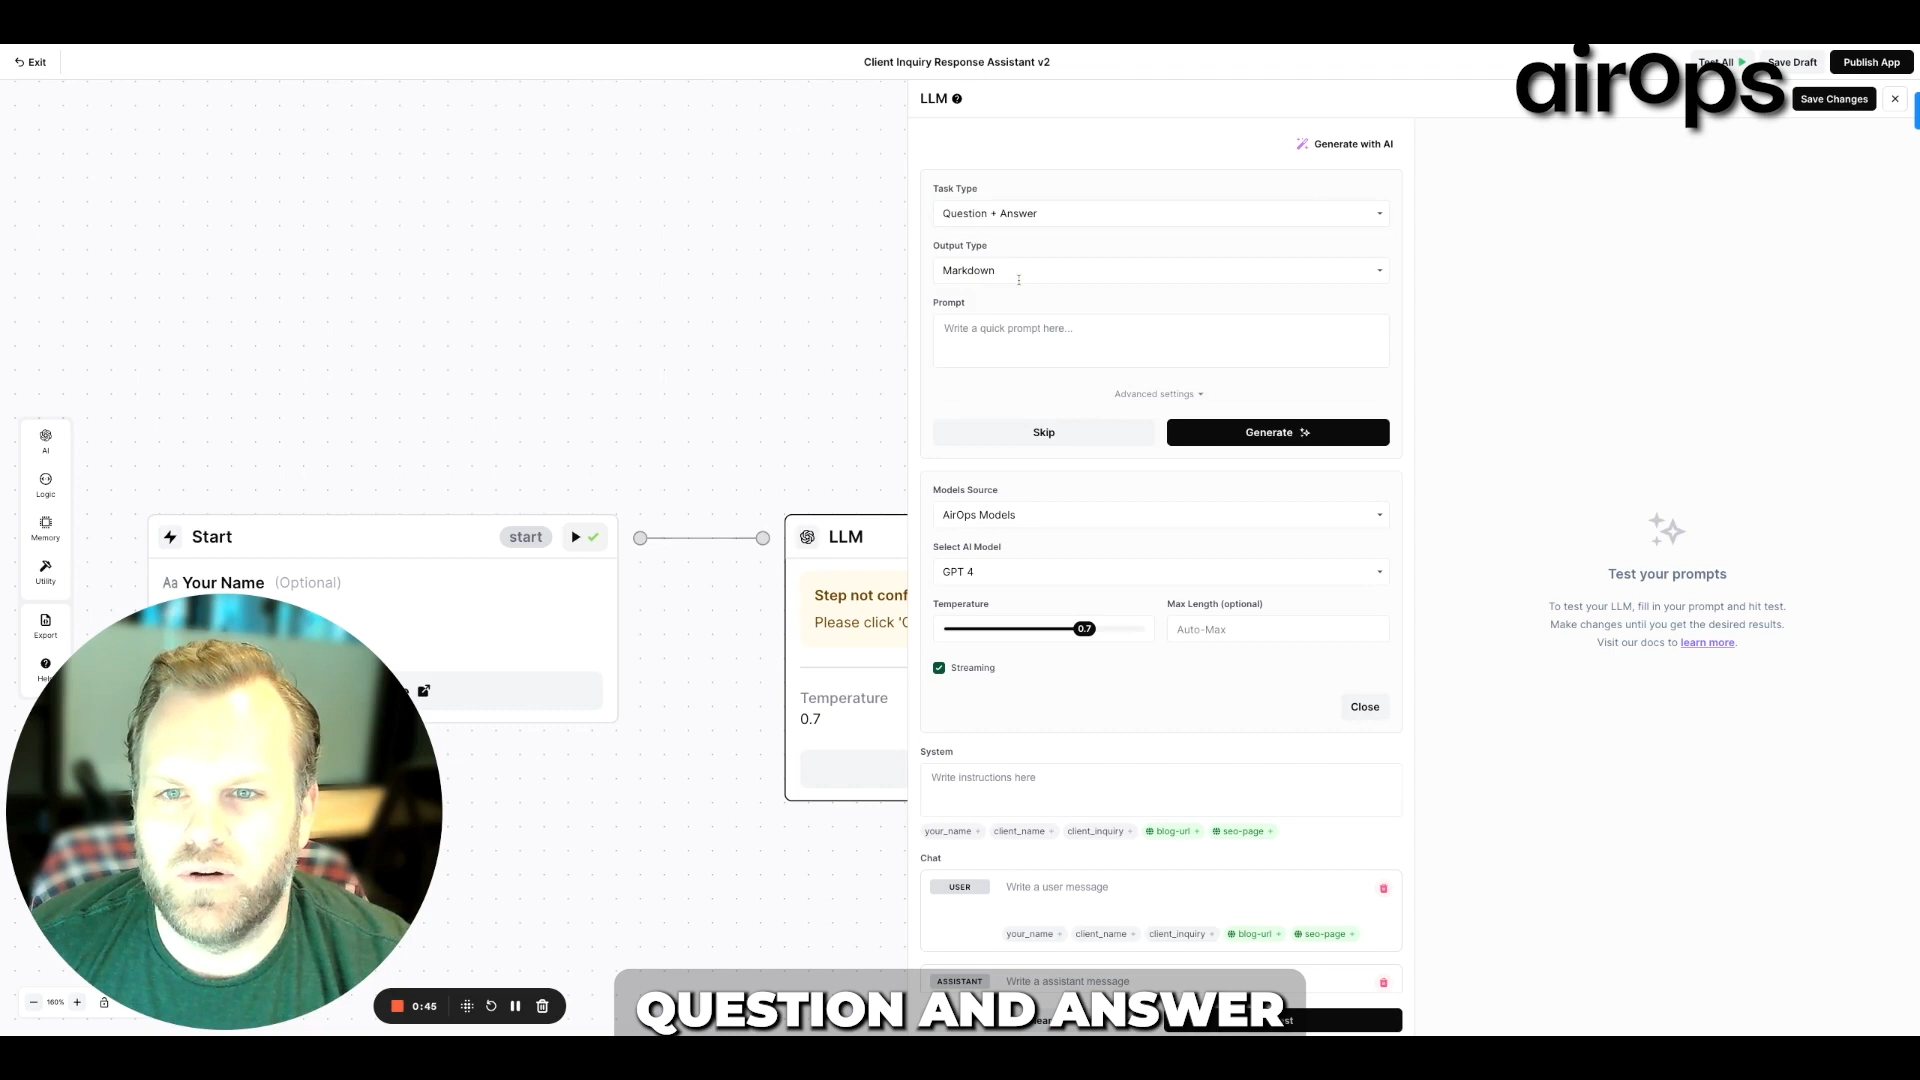 Exit
Client Inquiry Response Assistant v2
Test All
Save Draft
Publish App
airOps
LLM
Save Changes
Generate with AI
Task Type
Question + Answer
Output Type
Markdown
Prompt
Write a quick prompt here...
Advanced settings
Skip
Generate
Models Source
AirOps Models
Select AI Model
GPT 4
Temperature
Max Length (optional)
0.7
Auto-Max
Streaming
Close
System
Write instructions here
your_name + client_name + client_inquiry + blog-url + seo-page +
Chat
USER
Write a user message
your_name + client_name + client_inquiry + blog-url + seo-page +
ASSISTANT
Write a assistant message
Test your prompts
To test your LLM, fill in your prompt and hit test.
Make changes until you get the desired results.
Visit our docs to learn more.
AI
Logic
Memory
Utility
Export
Help
Start
start
Aa Your Name (Optional)
LLM
Step not conf
Please click 'C
Temperature
0.7
160%
0:45
QUESTION AND ANSWER